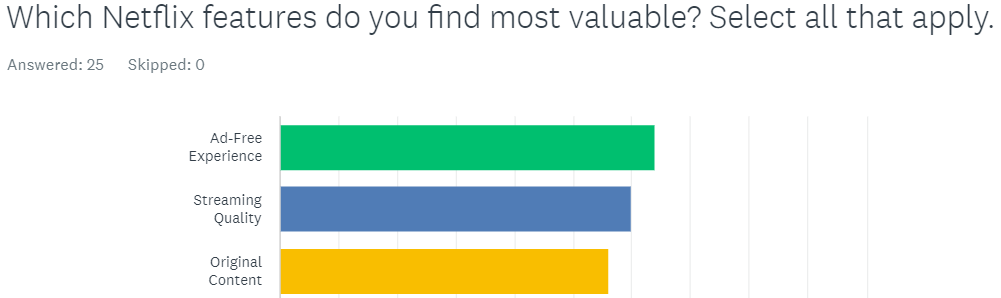 Which Netflix features do you find most valuable? Select all that apply.
Answered: 25 Skipped: 0
Ad-Free
Experience
Streaming
Quality
Original
Content